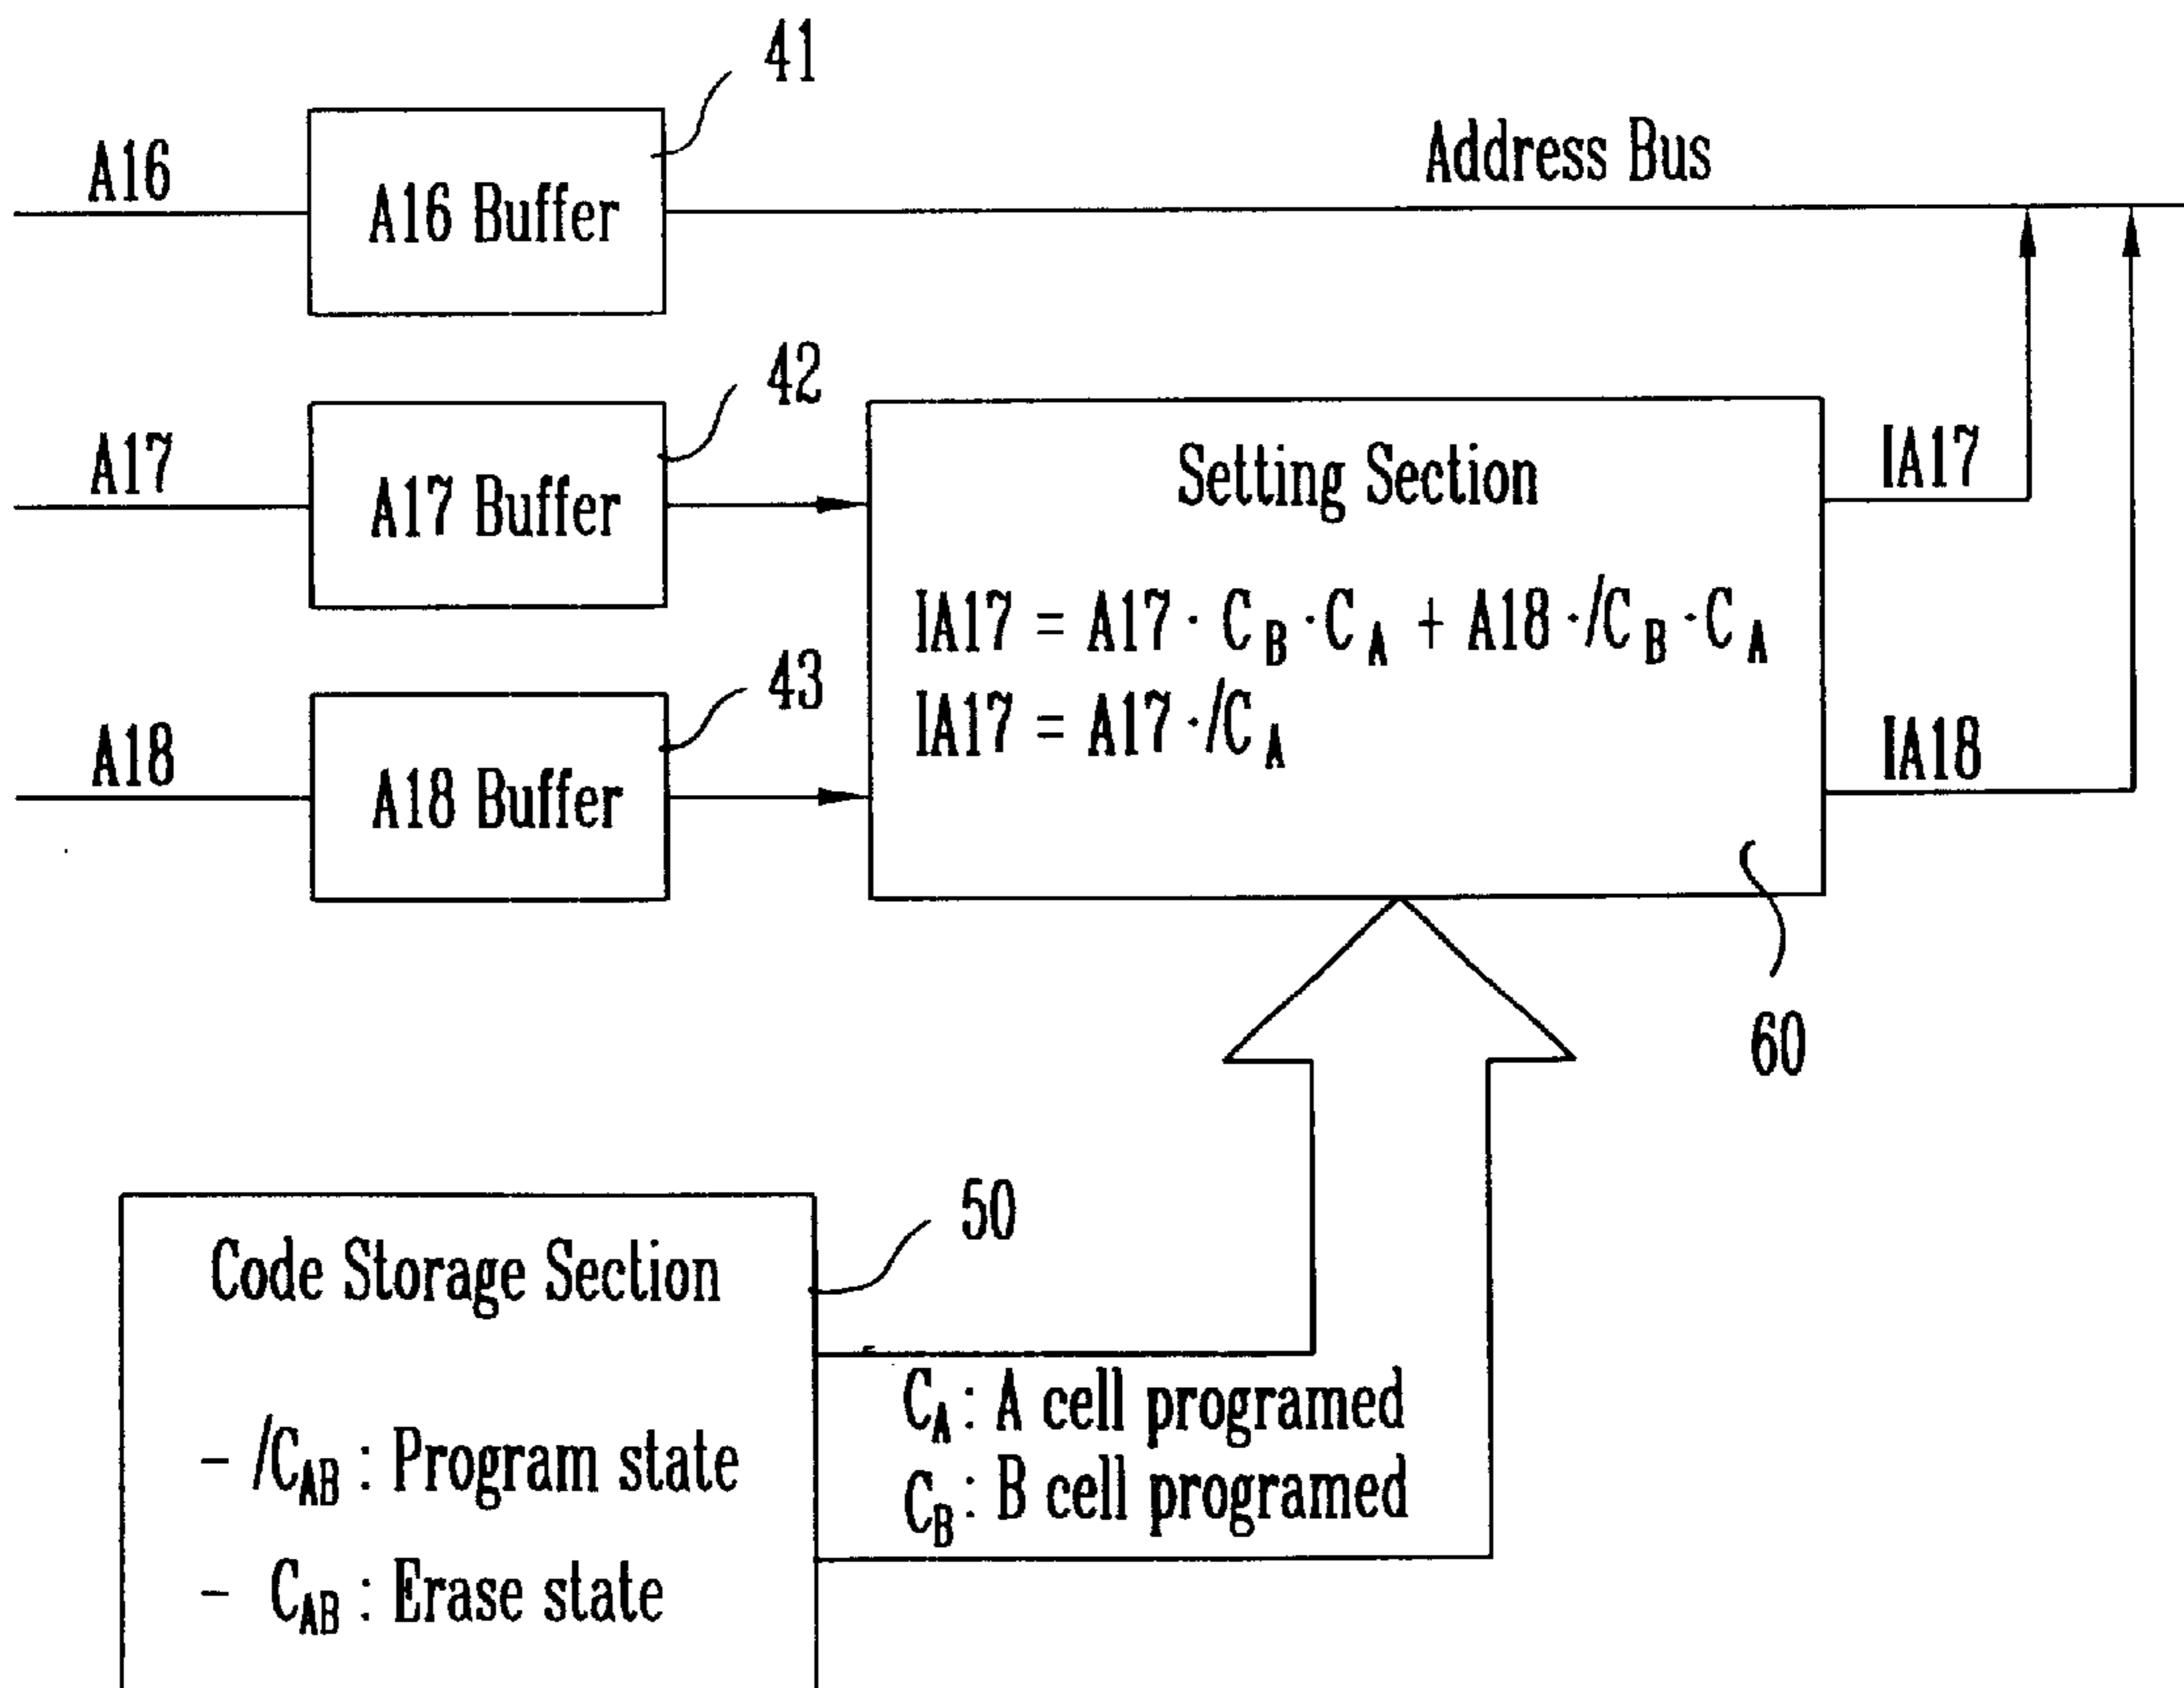 41
A16
A16 Buffer
Address Bus
42
A17
A17 Buffer
Setting Section
IA17 = A17 · C_B · C_A + A18 · /C_B · C_A
IA17 = A17 · /C_A
IA17
43
A18
A18 Buffer
IA18
60
50
Code Storage Section
- /C_AB : Program state
- C_AB : Erase state
C_A : A cell programed
C_B : B cell programed